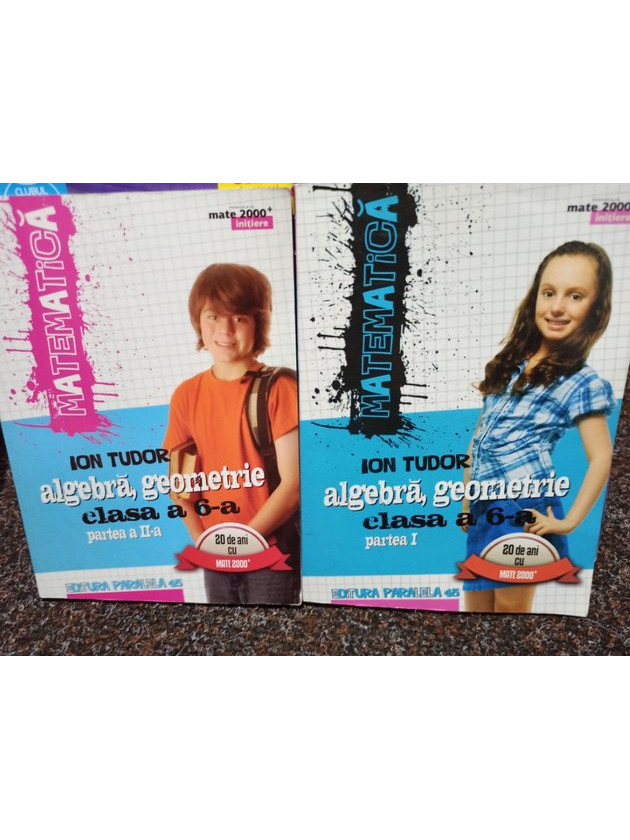 CLUBUL
mate 2000+
inițiere
MATEMATICĂ
ION TUDOR
algebră, geometrie
clasa a 6-a
partea a II-a
20 de ani
cu
MATE 2000+
EDITURA PARALELA 45
mate 2000
inițiere
MATEMATICĂ
ION TUDOR
algebră, geometrie
clasa a 6-a
partea I
20 de ani
cu
MATE 2000+
EDITURA PARALELA 45